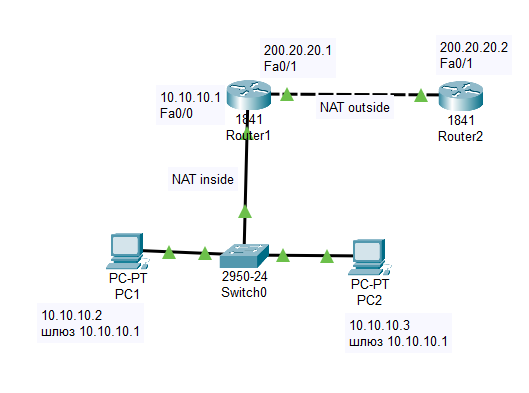 200.20.20.1
Fa0/1
200.20.20.2
Fa0/1
10.10.10.1
Fa0/0
1841
Router1
NAT outside
1841
Router2
NAT inside
PC-PT
PC1
2950-24
Switch0
PC-PT
PC2
10.10.10.2
шлюз 10.10.10.1
10.10.10.3
шлюз 10.10.10.1